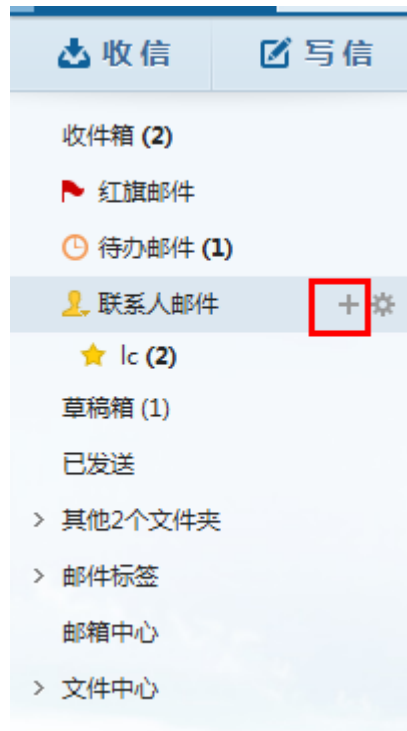 收信 写信
收件箱 (2)
红旗邮件
待办邮件 (1)
联系人邮件
lc (2)
草稿箱 (1)
已发送
其他2个文件夹
邮件标签
邮箱中心
文件中心